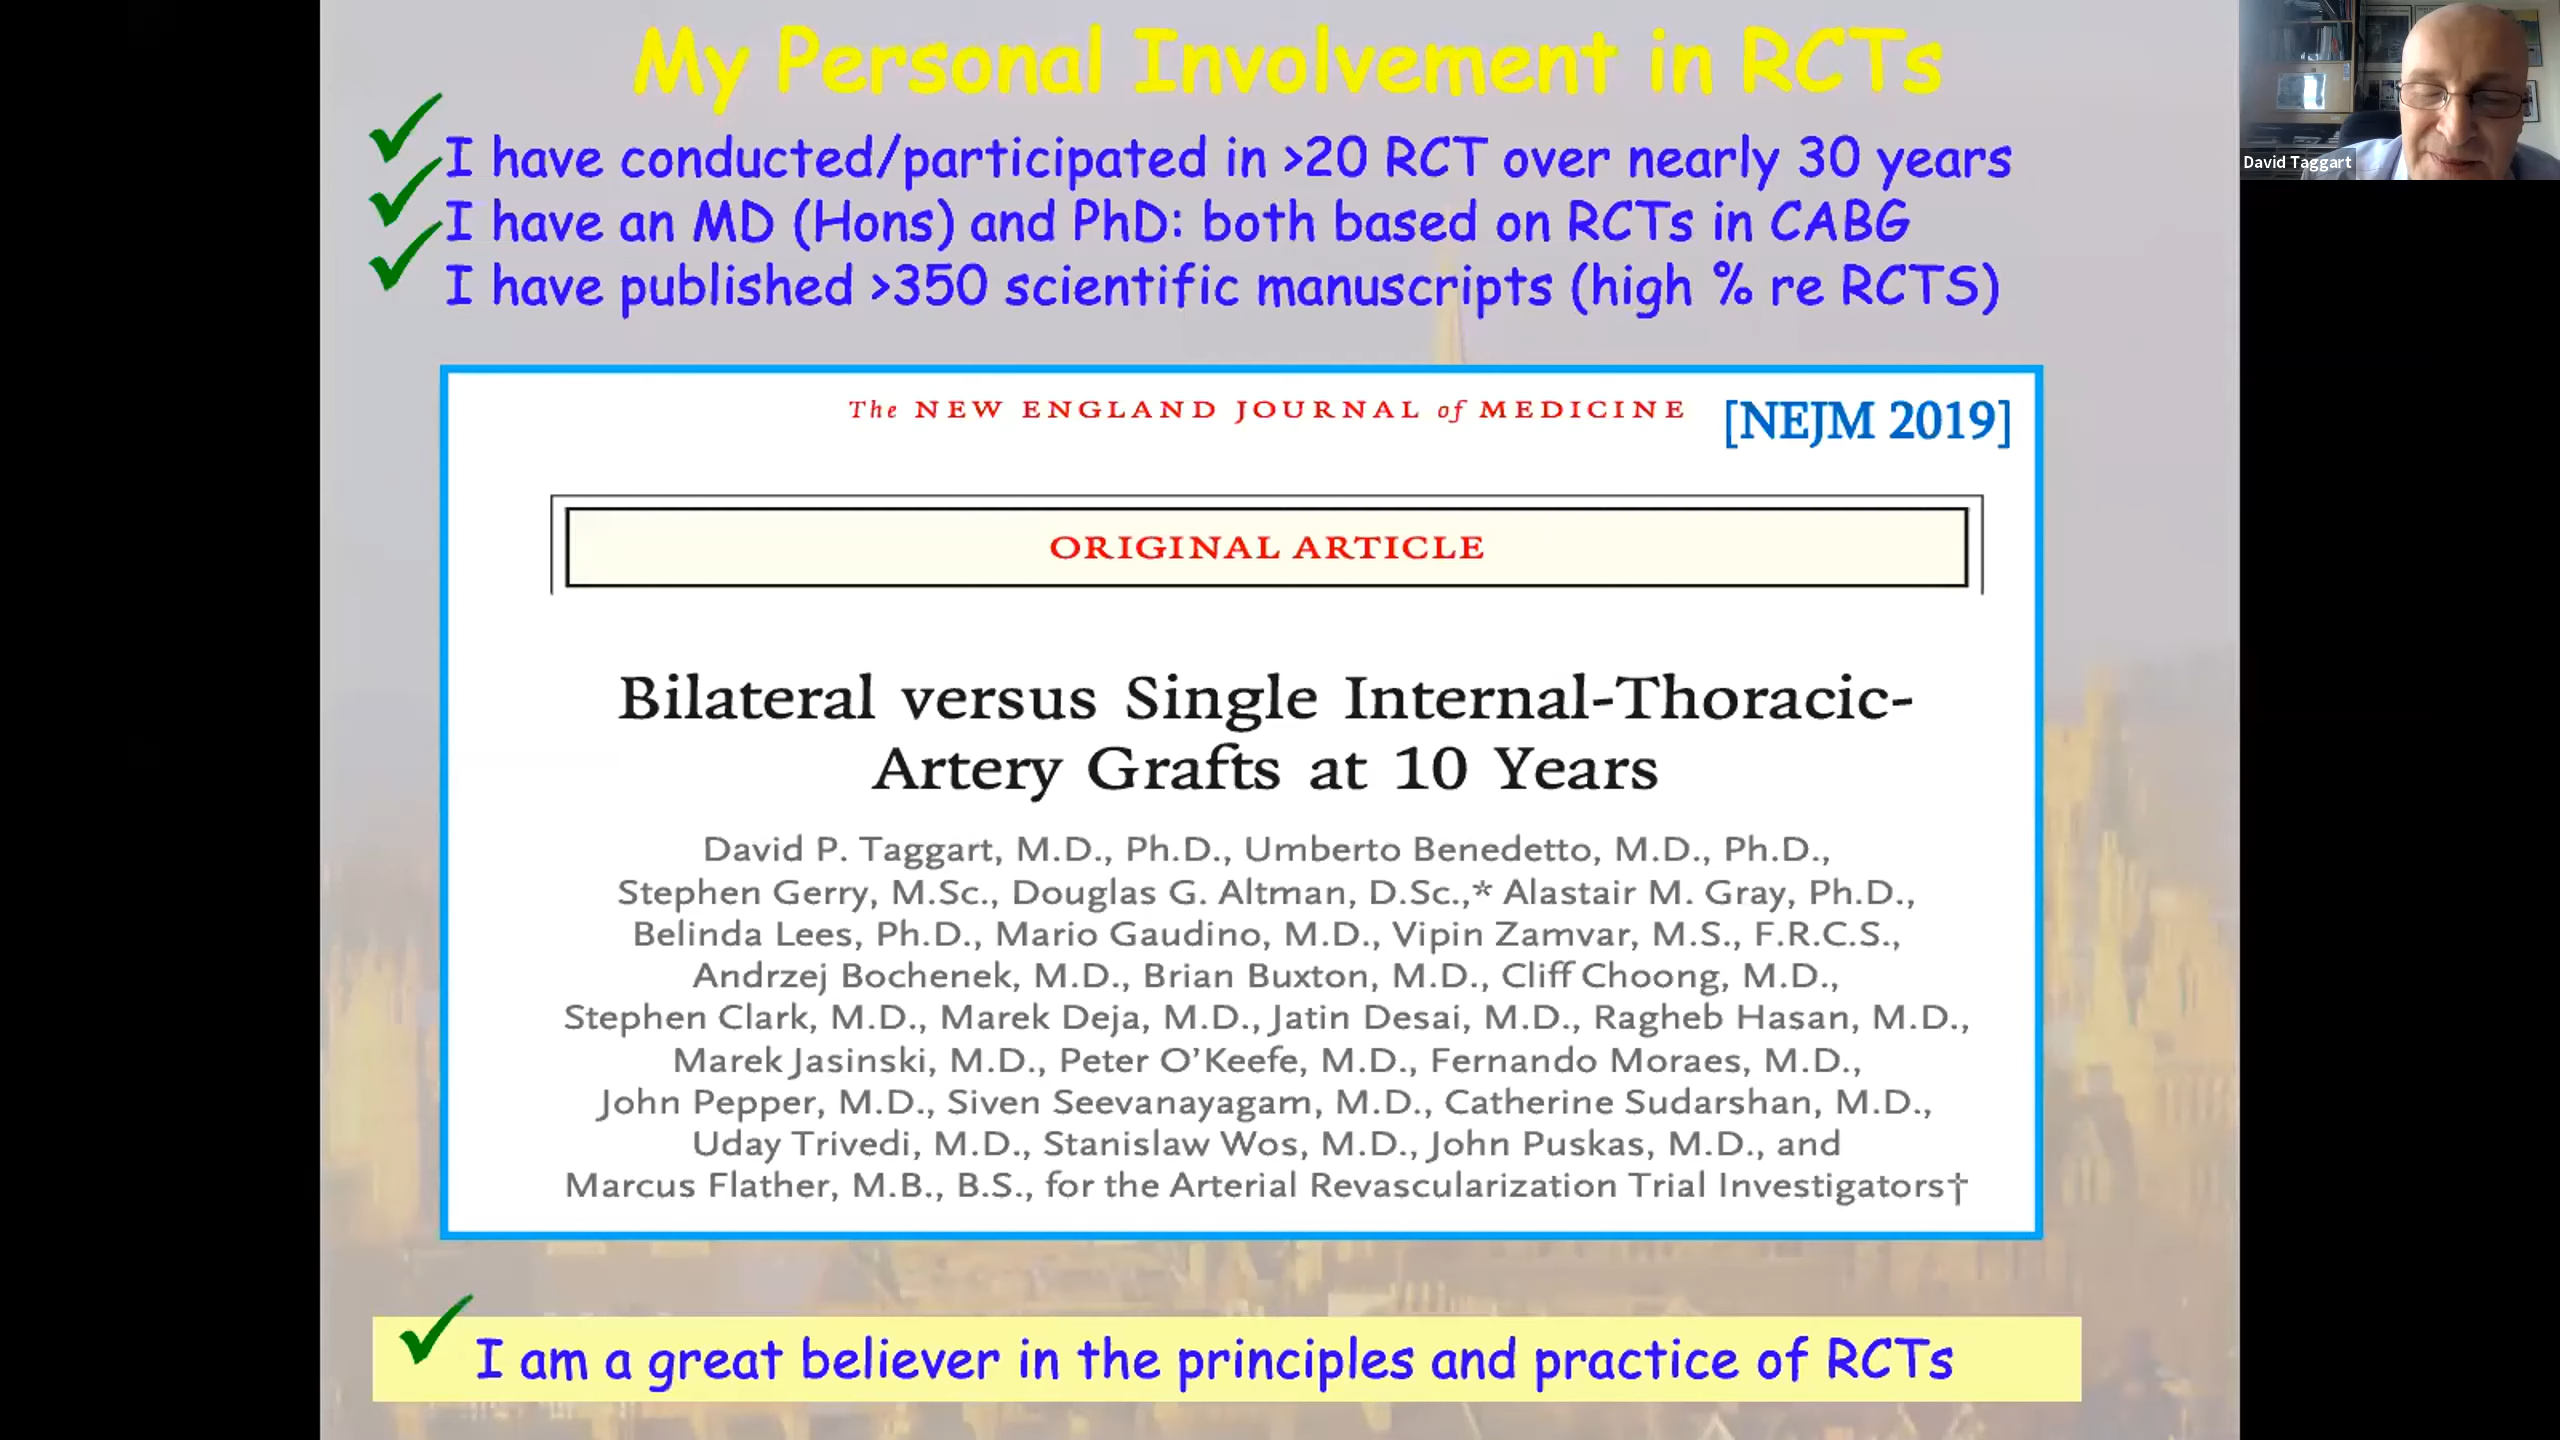 My Personal Involvement in RCTs
I have conducted/participated in >20 RCT over nearly 30 years
I have an MD (Hons) and PhD: both based on RCTs in CABG
I have published >350 scientific manuscripts (high % re RCTS)
The NEW ENGLAND JOURNAL of MEDICINE [NEJM 2019]
ORIGINAL ARTICLE
Bilateral versus Single Internal-Thoracic-
Artery Grafts at 10 Years
David P. Taggart, M.D., Ph.D., Umberto Benedetto, M.D., Ph.D.,
Stephen Gerry, M.Sc., Douglas G. Altman, D.Sc.,* Alastair M. Gray, Ph.D.,
Belinda Lees, Ph.D., Mario Gaudino, M.D., Vipin Zamvar, M.S., F.R.C.S.,
Andrzej Bochenek, M.D., Brian Buxton, M.D., Cliff Choong, M.D.,
Stephen Clark, M.D., Marek Deja, M.D., Jatin Desai, M.D., Ragheb Hasan, M.D.,
Marek Jasinski, M.D., Peter O'Keefe, M.D., Fernando Moraes, M.D.,
John Pepper, M.D., Siven Seevanayagam, M.D., Catherine Sudarshan, M.D.,
Uday Trivedi, M.D., Stanislaw Wos, M.D., John Puskas, M.D., and
Marcus Flather, M.B., B.S., for the Arterial Revascularization Trial Investigators†
I am a great believer in the principles and practice of RCTs
David Taggart